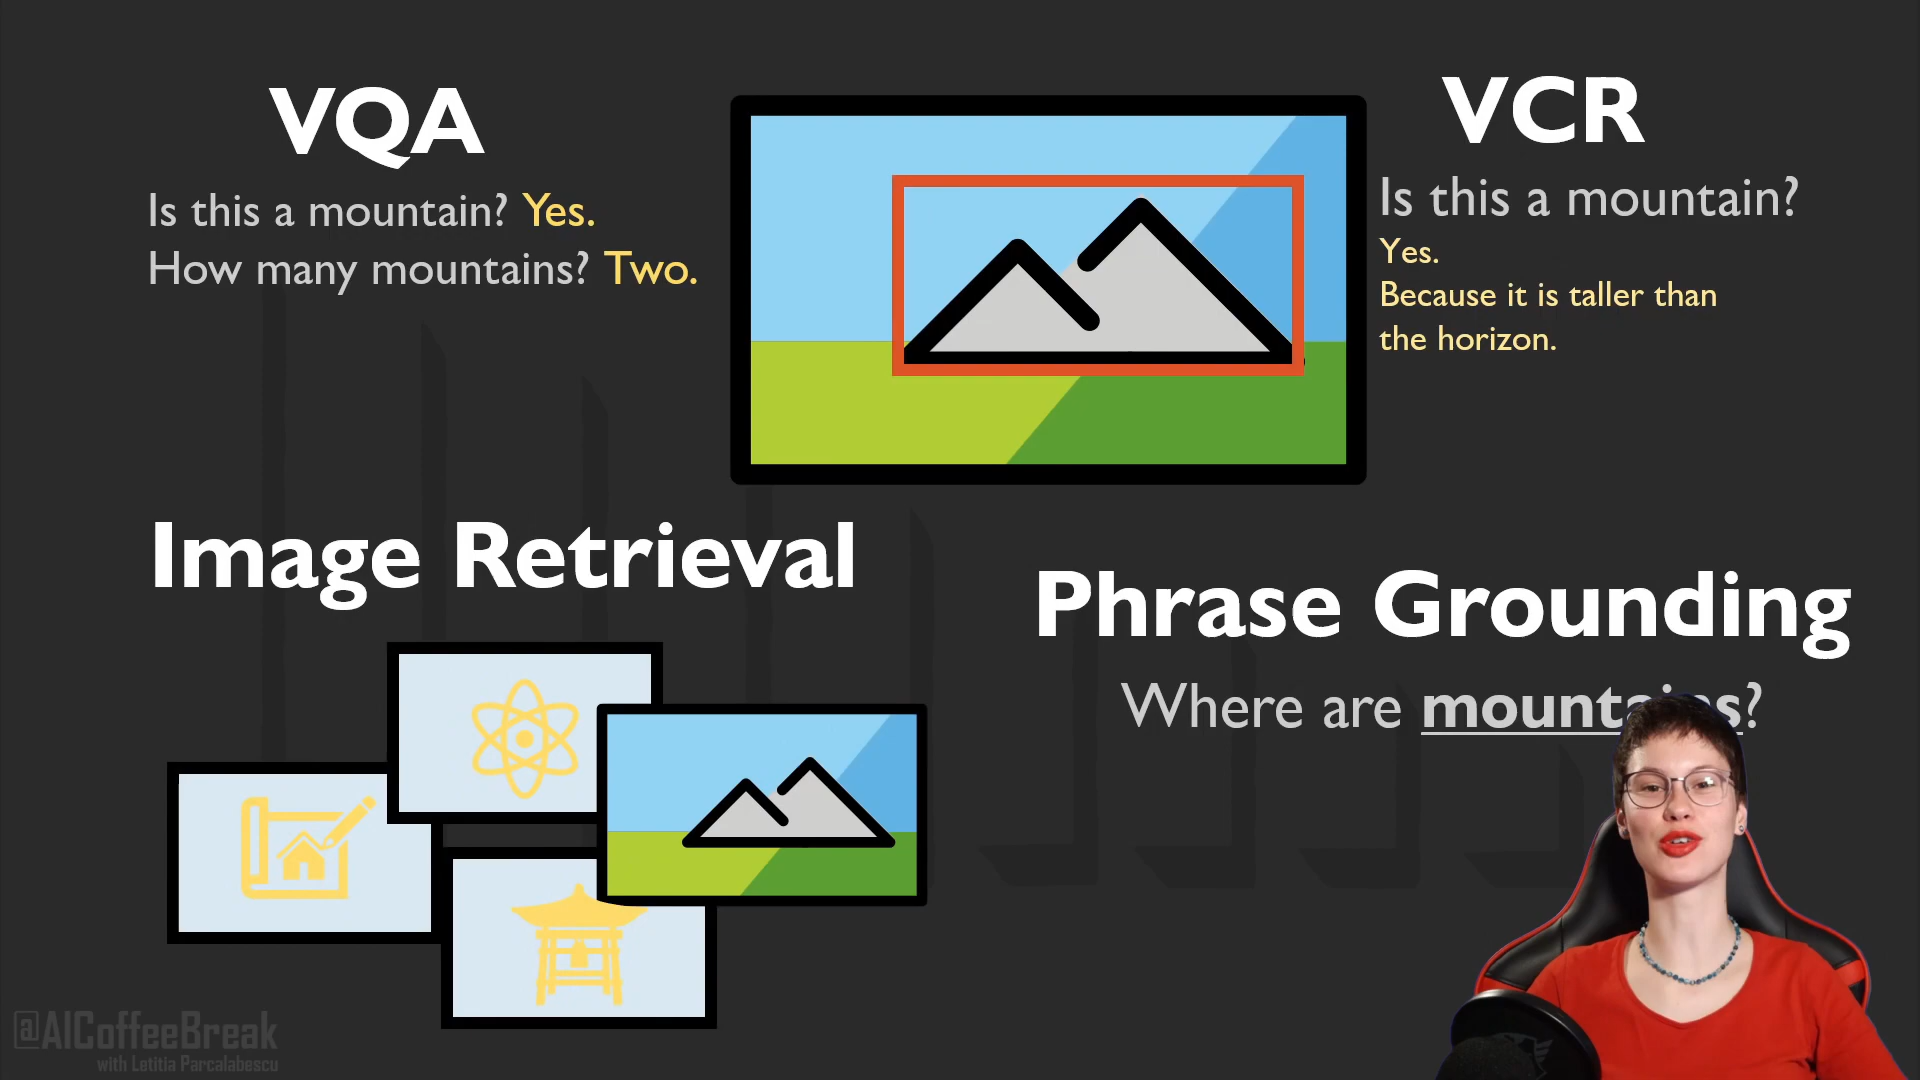 VQA
Is this a mountain? Yes.
How many mountains? Two.
VCR
Is this a mountain?
Yes.
Because it is taller than
the horizon.
Image Retrieval
Phrase Grounding
Where are mountains?
@AICoffeeBreak
with Letitia Parcalabescu